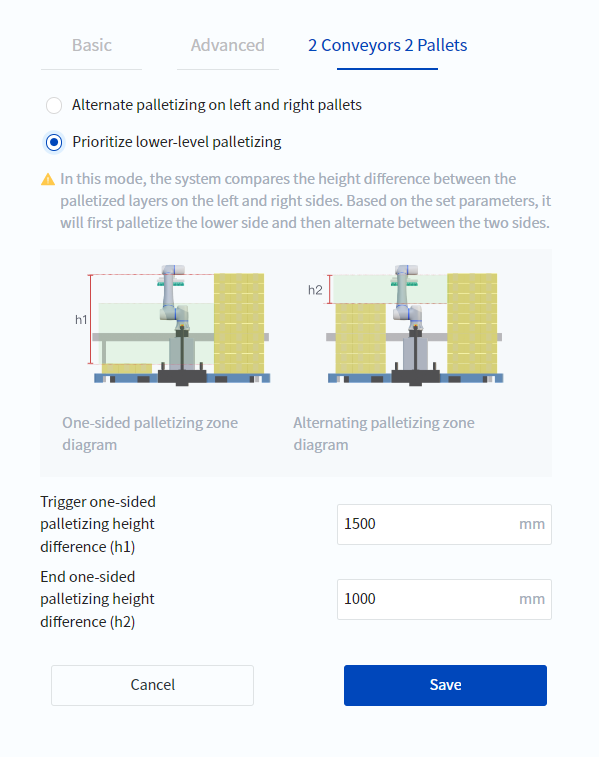 Basic
Advanced
2 Conveyors 2 Pallets
Alternate palletizing on left and right pallets
Prioritize lower-level palletizing
In this mode, the system compares the height difference between the
palletized layers on the left and right sides. Based on the set parameters, it
will first palletize the lower side and then alternate between the two sides.
h1
h2
One-sided palletizing zone
diagram
Alternating palletizing zone
diagram
Trigger one-sided
palletizing height
difference (h1)
1500 mm
End one-sided
palletizing height
difference (h2)
1000 mm
Cancel
Save